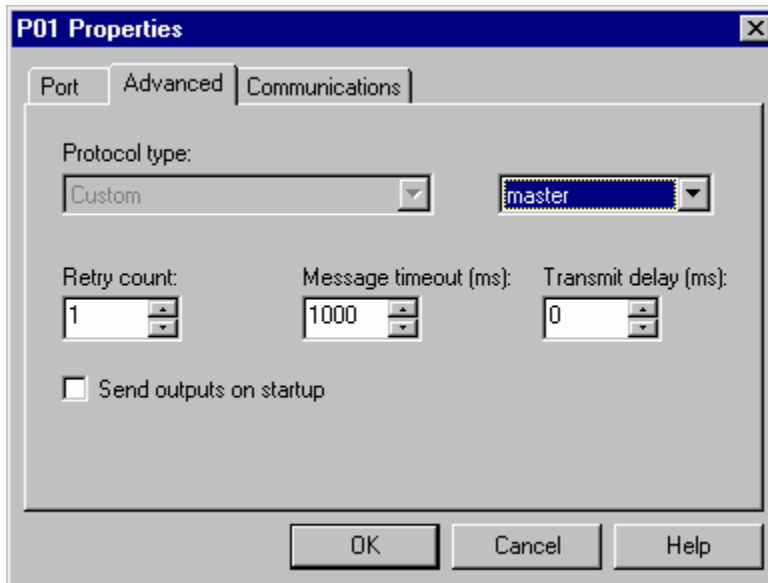 P01 Properties
Port Advanced Communications
Protocol type:
Custom master
Retry count: Message timeout (ms): Transmit delay (ms):
1 1000 0
Send outputs on startup
OK Cancel Help